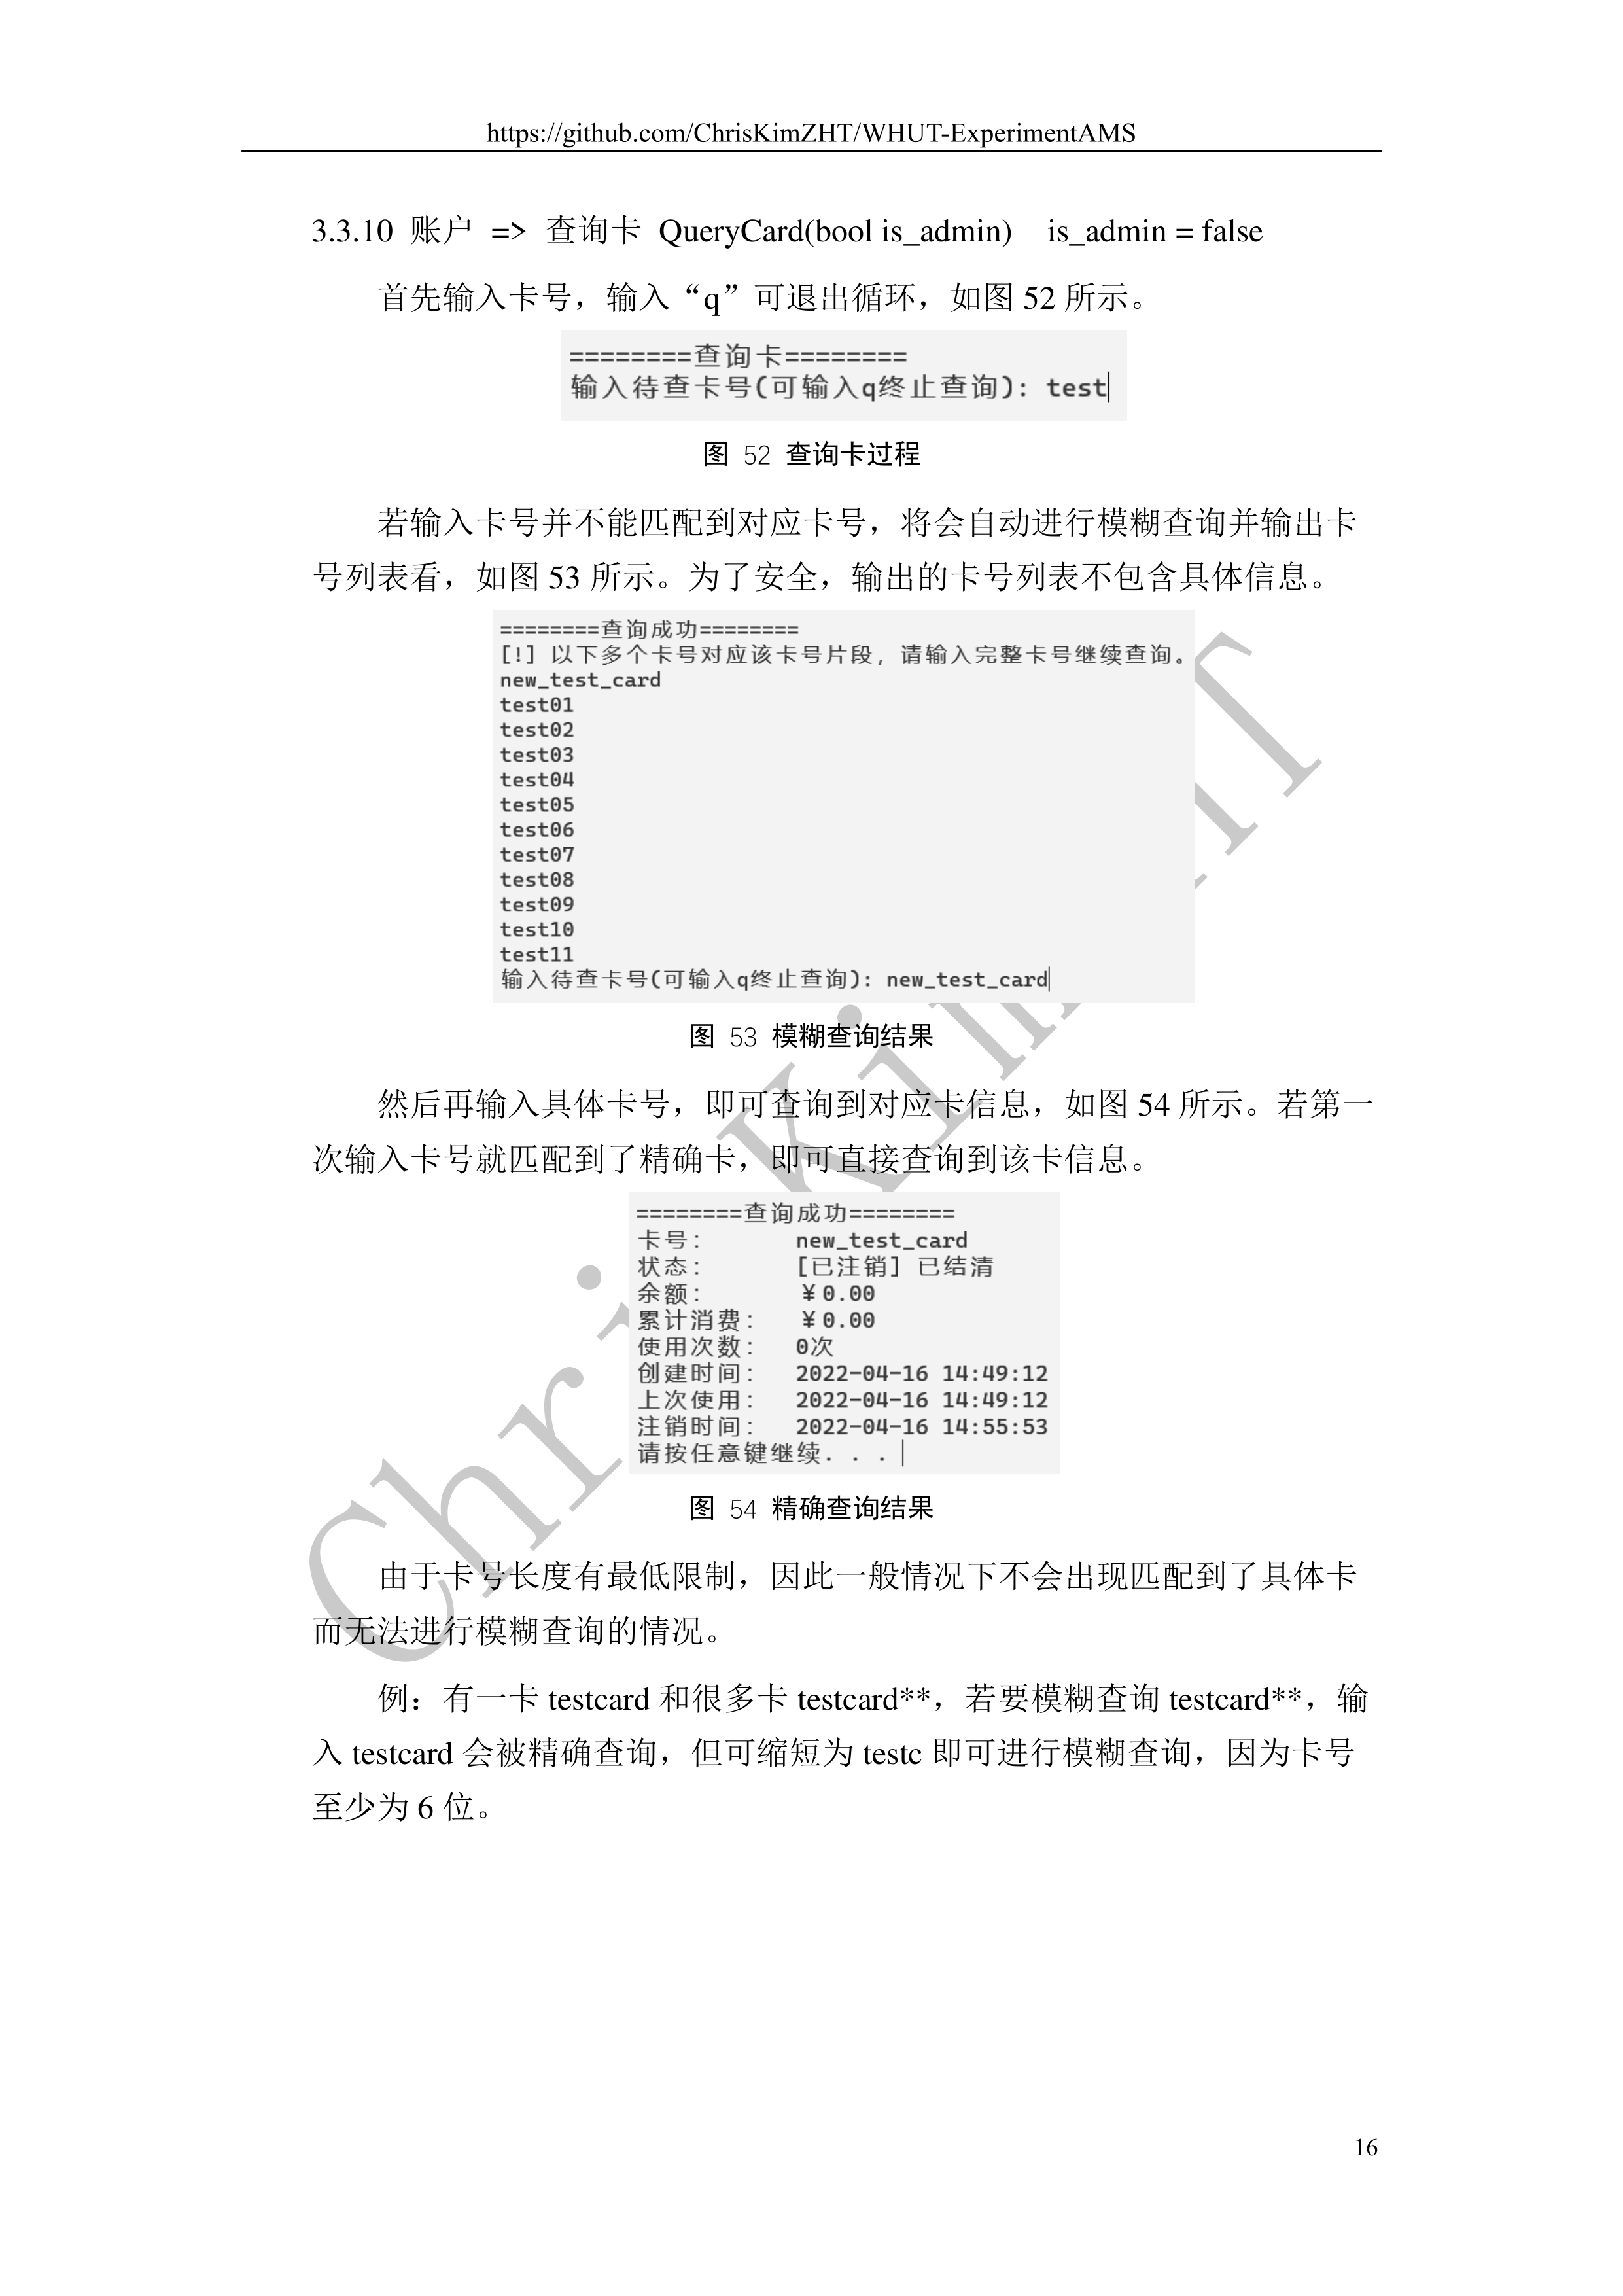 https://github.com/ChrisKimZHT/WHUT-ExperimentAMS
3.3.10 账户 => 查询卡 QueryCard(bool is_admin) is_admin = false
首先输入卡号，输入“q”可退出循环，如图 52 所示。
========查询卡========
输入待查卡号(可输入q终止查询): test
图 52 查询卡过程
若输入卡号并不能匹配到对应卡号，将会自动进行模糊查询并输出卡
号列表看，如图 53 所示。为了安全，输出的卡号列表不包含具体信息。
========查询成功========
[!] 以下多个卡号对应该卡号片段，请输入完整卡号继续查询。
new_test_card
test01
test02
test03
test04
test05
test06
test07
test08
test09
test10
test11
输入待查卡号(可输入q终止查询): new_test_card
图 53 模糊查询结果
然后再输入具体卡号，即可查询到对应卡信息，如图 54 所示。若第一
次输入卡号就匹配到了精确卡，即可直接查询到该卡信息。
========查询成功========
卡号： new_test_card
状态： [已注销] 已结清
余额： ￥0.00
累计消费： ￥0.00
使用次数： 0次
创建时间： 2022-04-16 14:49:12
上次使用： 2022-04-16 14:49:12
注销时间： 2022-04-16 14:55:53
请按任意键继续. . .
图 54 精确查询结果
由于卡号长度有最低限制，因此一般情况下不会出现匹配到了具体卡
而无法进行模糊查询的情况。
例：有一卡 testcard 和很多卡 testcard**，若要模糊查询 testcard**，输
入 testcard 会被精确查询，但可缩短为 testc 即可进行模糊查询，因为卡号
至少为 6 位。
16